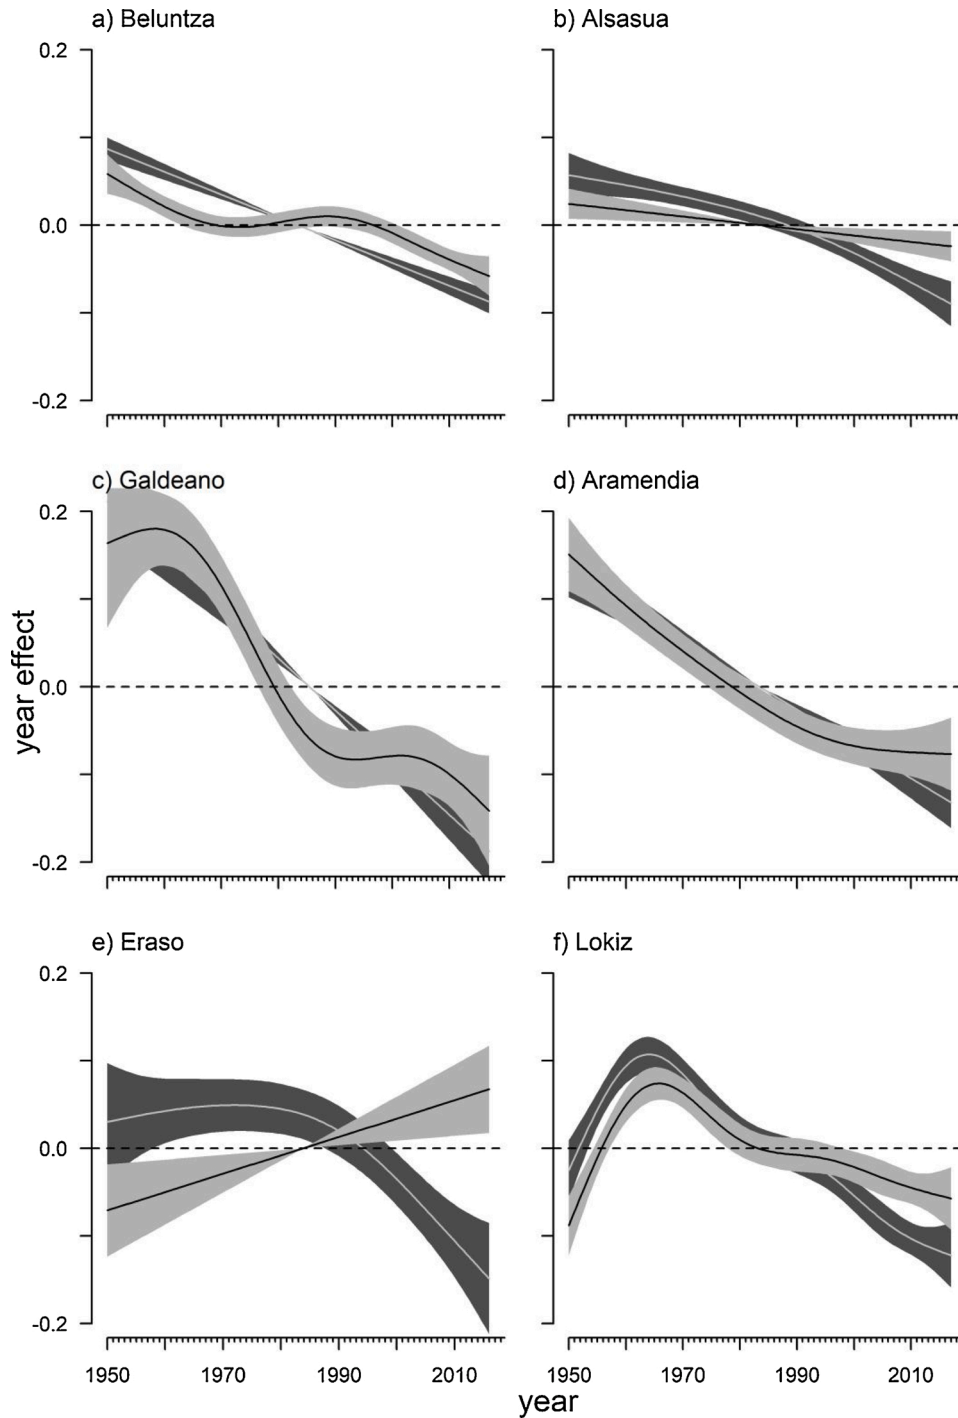 a) Beluntza
b) Alsasua
0.2
0.0
-0.2
c) Galdeano
d) Aramendia
0.2
0.0
-0.2
year effect
e) Eraso
f) Lokiz
0.2
0.0
-0.2
1950 1970 1990 2010 1950 1970 1990 2010
year